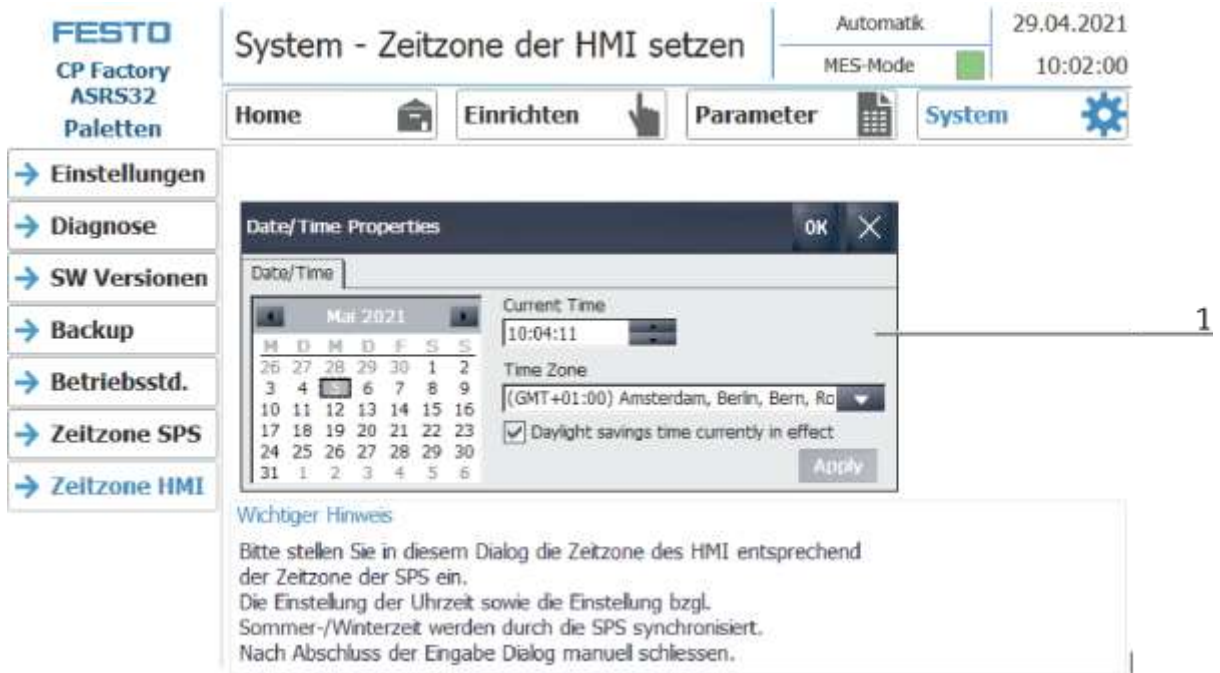 FESTO
CP Factory
ASRS32
Paletten
System - Zeitzone der HMI setzen
Automatik
MES-Mode
29.04.2021
10:02:00
Home
Einrichten
Parameter
System
Einstellungen
Diagnose
SW Versionen
Backup
Betriebsstd.
Zeitzone SPS
Zeitzone HMI
Date/Time Properties
OK
Date/Time
Mai 2021
M D M D F S S
26 27 28 29 30 1 2
3 4 5 6 7 8 9
10 11 12 13 14 15 16
17 18 19 20 21 22 23
24 25 26 27 28 29 30
31 1 2 3 4 5 6
Current Time
10:04:11
Time Zone
(GMT+01:00) Amsterdam, Berlin, Bern, Ro
Daylight savings time currently in effect
Apply
1
Wichtiger Hinweis
Bitte stellen Sie in diesem Dialog die Zeitzone des HMI entsprechend
der Zeitzone der SPS ein.
Die Einstellung der Uhrzeit sowie die Einstellung bzgl.
Sommer-/Winterzeit werden durch die SPS synchronisiert.
Nach Abschluss der Eingabe Dialog manuell schliessen.